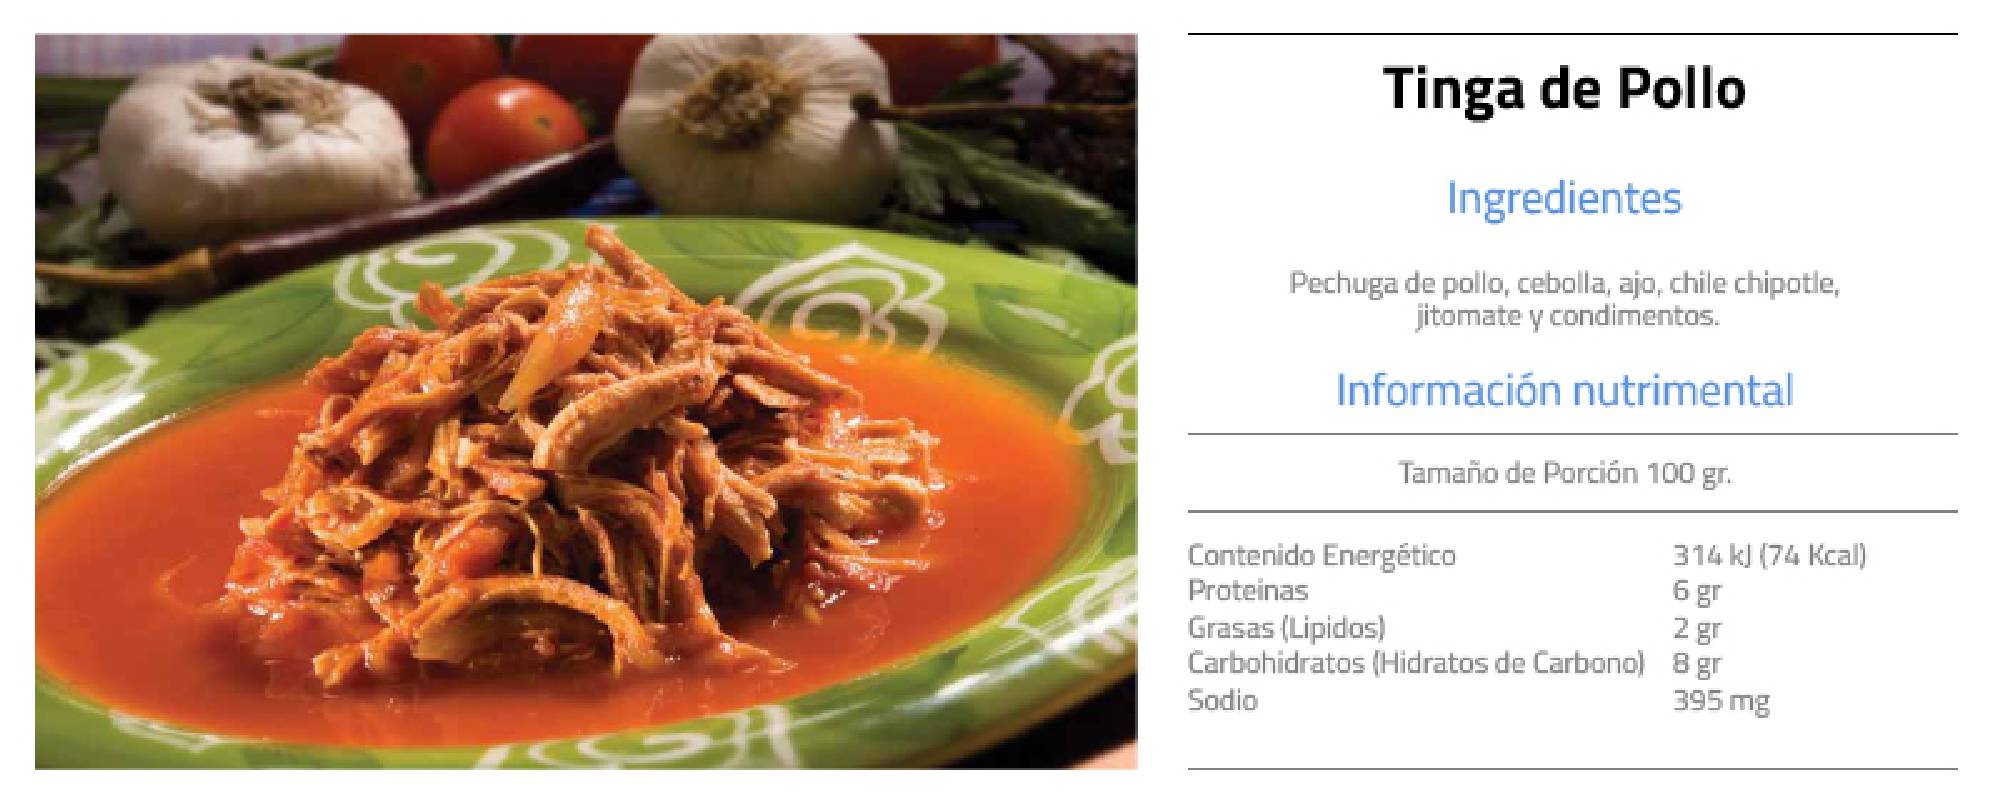 Tinga de Pollo
Ingredientes
Pechuga de pollo, cebolla, ajo, chile chipotle,
jitomate y condimentos.
Información nutrimental
Tamaño de Porción 100 gr.
Contenido Energético 314 kJ (74 Kcal)
Proteinas 6 gr
Grasas (Lipidos) 2 gr
Carbohidratos (Hidratos de Carbono) 8 gr
Sodio 395 mg